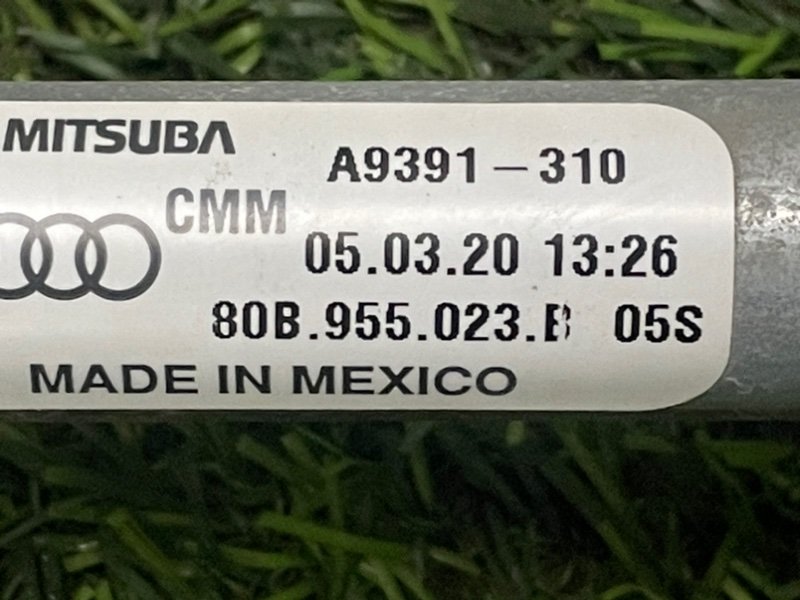 MITSUBA
A9391-310
CMM
05.03.20 13:26
80B.955.023.B 05S
MADE IN MEXICO